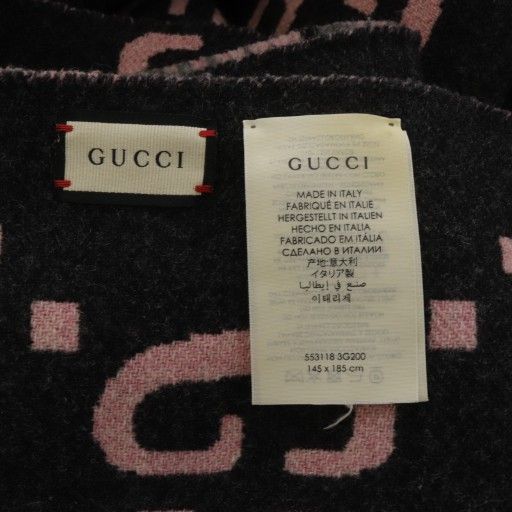 GUCCI
GUCCI
MADE IN ITALY
FABRIQUÉ EN ITALIE
HERGESTELLT IN ITALIEN
HECHO EN ITALIA
FABRICADO EM ITÁLIA
СДЕЛАНО В ИТАЛИИ
产地:意大利
イタリア製
صنع في إيطاليا
이태리제
553118 3G200
145 x 185 cm